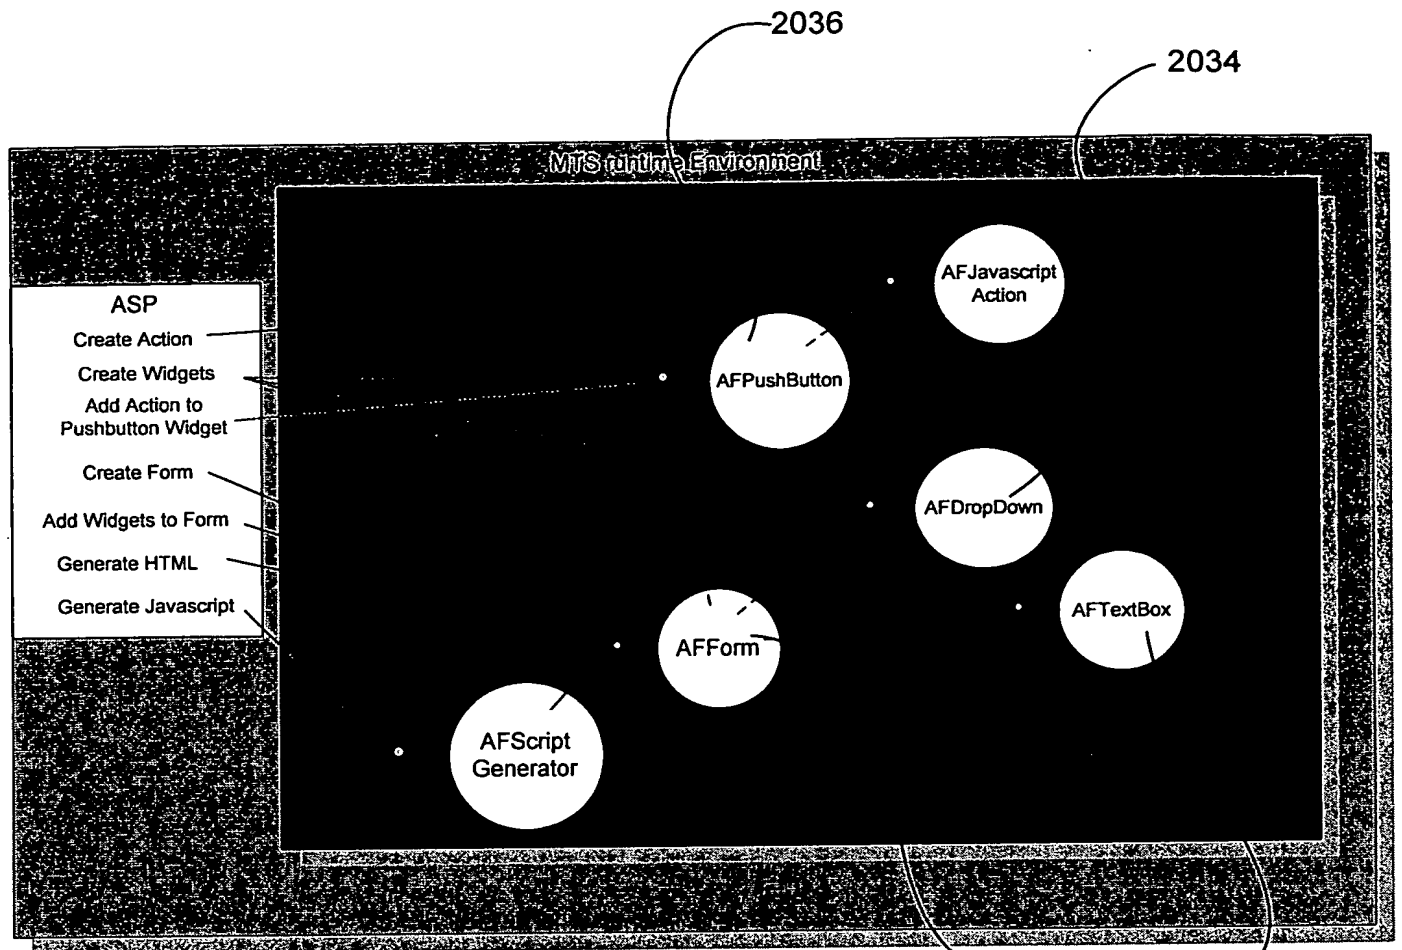 2036
2034
MTS runtime Environment
AFJavascript
Action
ASP
Create Action
Create Widgets
Add Action to
Pushbutton Widget
Create Form
Add Widgets to Form
Generate HTML
Generate Javascript
AFPushButton
AFDropDown
AFTextBox
AFForm
AFScript
Generator